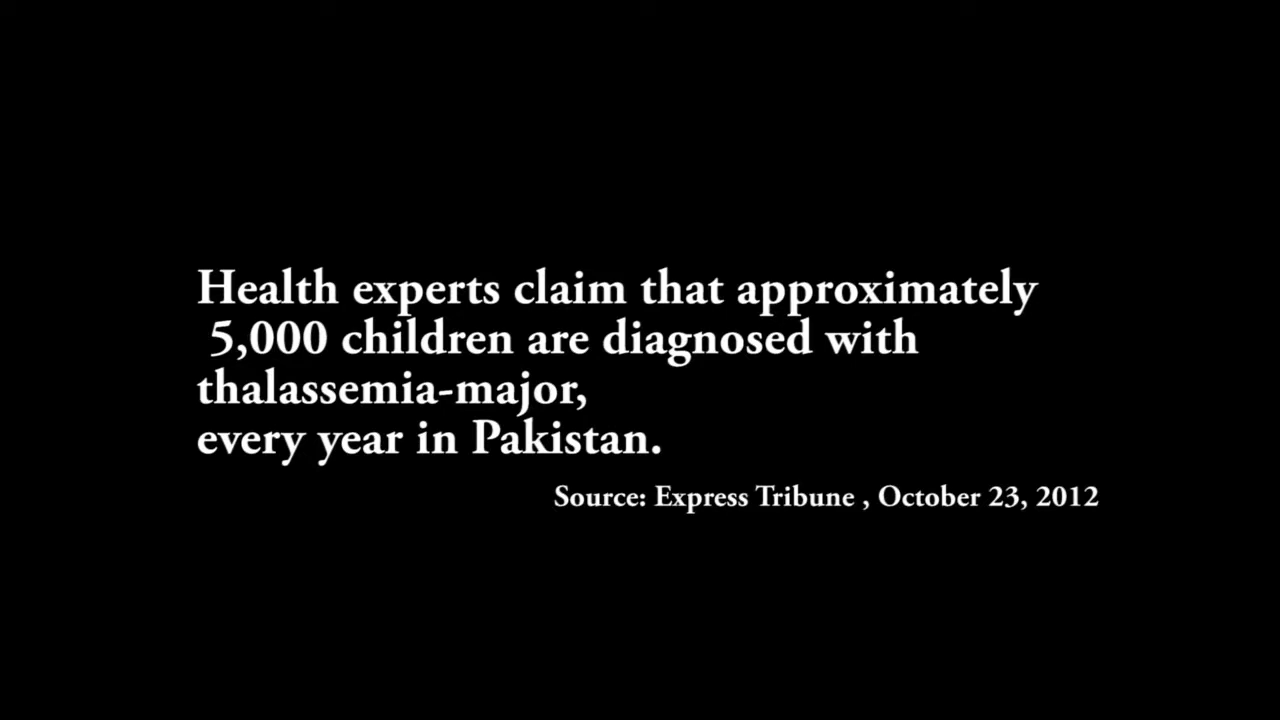 Health experts claim that approximately
5,000 children are diagnosed with
thalassemia-major,
every year in Pakistan.
Source: Express Tribune , October 23, 2012